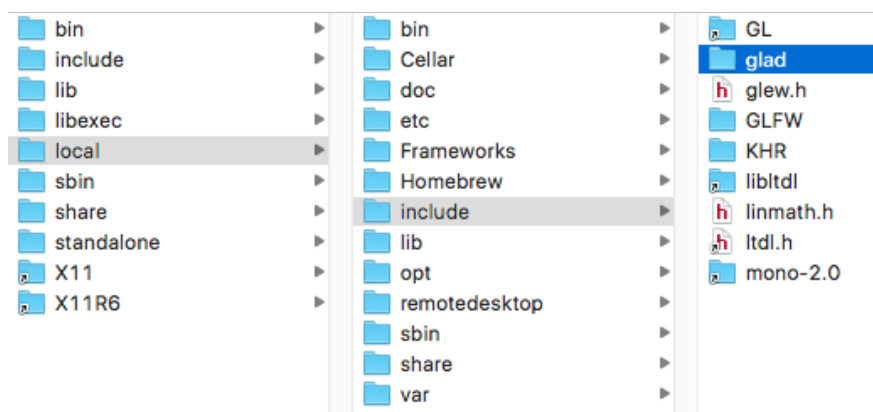 bin
include
lib
libexec
local
sbin
share
standalone
X11
X11R6
bin
Cellar
doc
etc
Frameworks
Homebrew
include
lib
opt
remotedesktop
sbin
share
var
GL
glad
glew.h
GLFW
KHR
libltdl
linmath.h
ltdl.h
mono-2.0